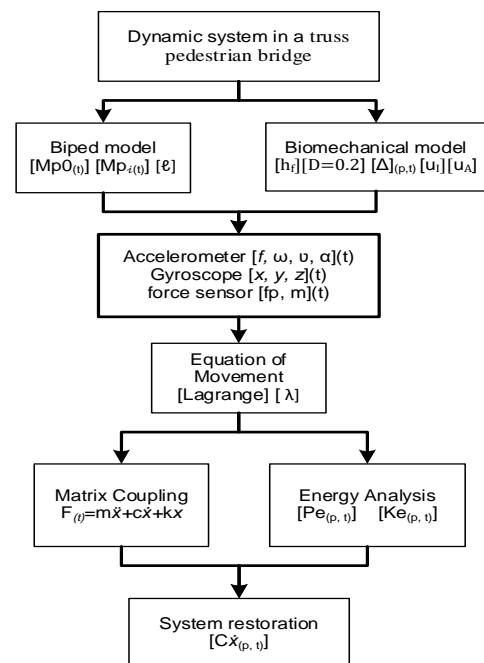 Dynamic system in a truss
pedestrian bridge
Biped model
[Mp0(t)] [Mp𝑖(t)] [ℓ]
Biomechanical model
[hf][D=0.2] [Δ](p,t) [uI][uA]
Accelerometer [f, ω, υ, α](t)
Gyroscope [x, y, z](t)
force sensor [fp, m](t)
Equation of
Movement
[Lagrange] [ λ]
Matrix Coupling
F(t)=mẍ+cẋ+kx
Energy Analysis
[Pe(p, t)] [Ke(p, t)]
System restoration
[Cẋ(p, t)]